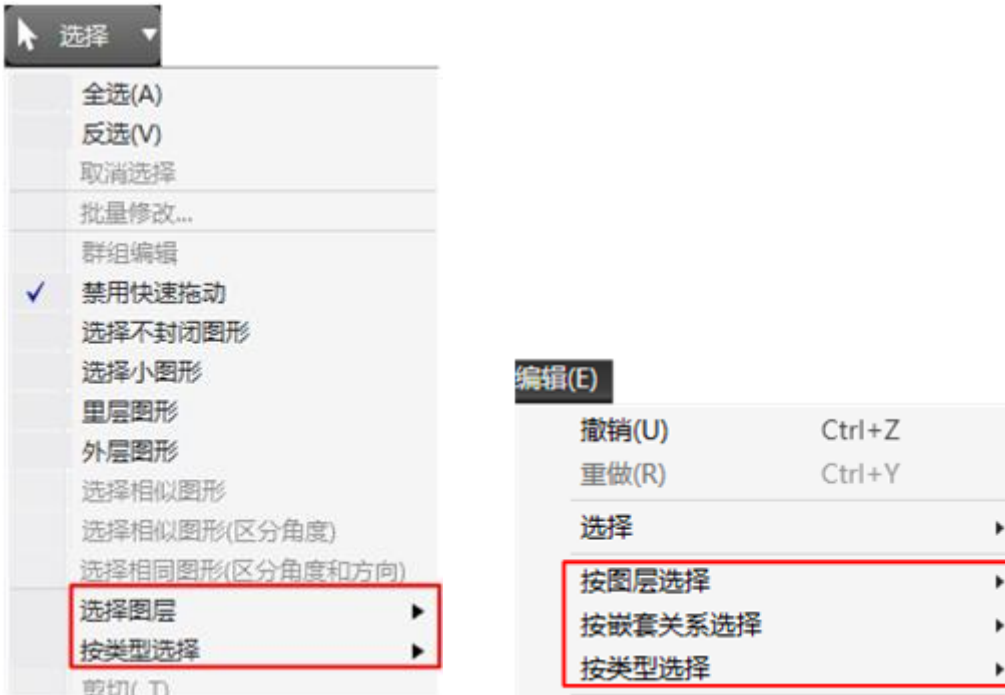 选择
全选(A)
反选(V)
取消选择
批量修改...
群组编辑
禁用快速拖动
选择不封闭图形
选择小图形
里层图形
外层图形
选择相似图形
选择相似图形(区分角度)
选择相同图形(区分角度和方向)
选择图层
按类型选择
剪切( T)
编辑(E)
撤销(U) Ctrl+Z
重做(R) Ctrl+Y
选择
按图层选择
按嵌套关系选择
按类型选择